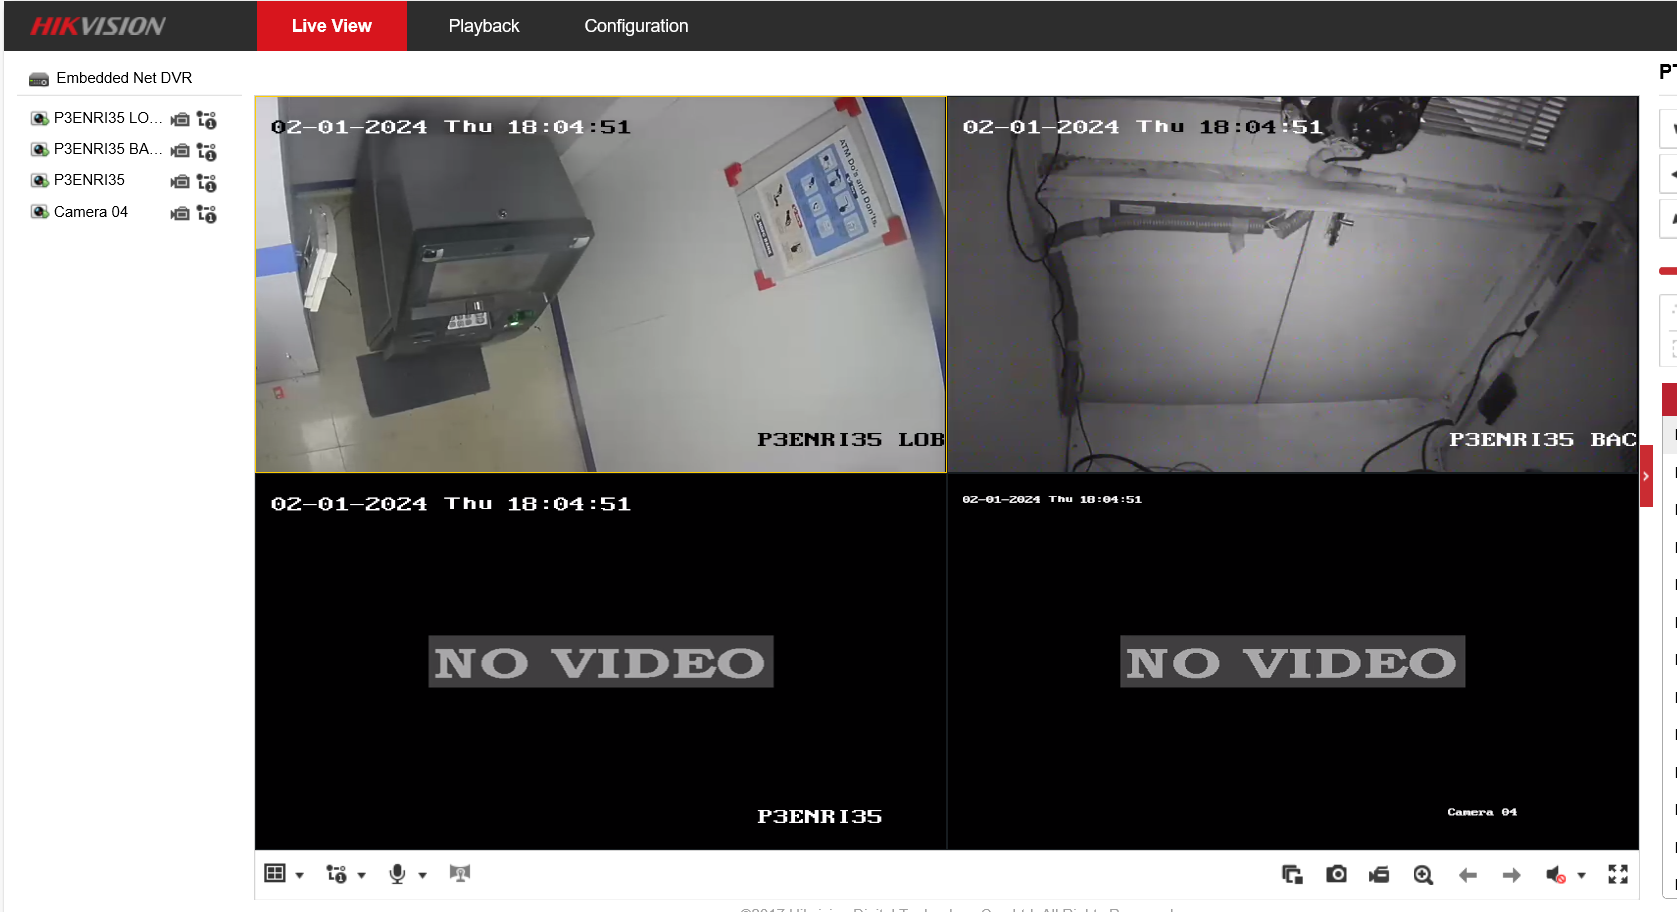 HIKVISION
Live View
Playback
Configuration
Embedded Net DVR
P3ENRI35 LO...
P3ENRI35 BA...
P3ENRI35
Camera 04
02-01-2024 Thu 18:04:51
ATM Do's and Don'ts.
P3ENRI35 LOB
02-01-2024 Thu 18:04:51
P3ENRI35 BAC
02-01-2024 Thu 18:04:51
NO VIDEO
P3ENRI35
02-01-2024 Thu 18:04:51
NO VIDEO
Camera 04
PT